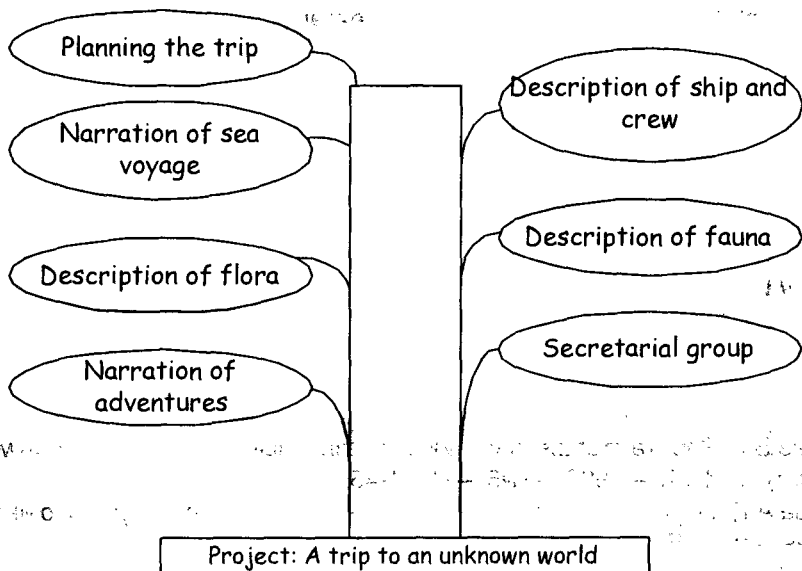 Planning the trip
Narration of sea
voyage
Description of flora
Narration of
adventures
Description of ship and
crew
Description of fauna
Secretarial group
Project: A trip to an unknown world